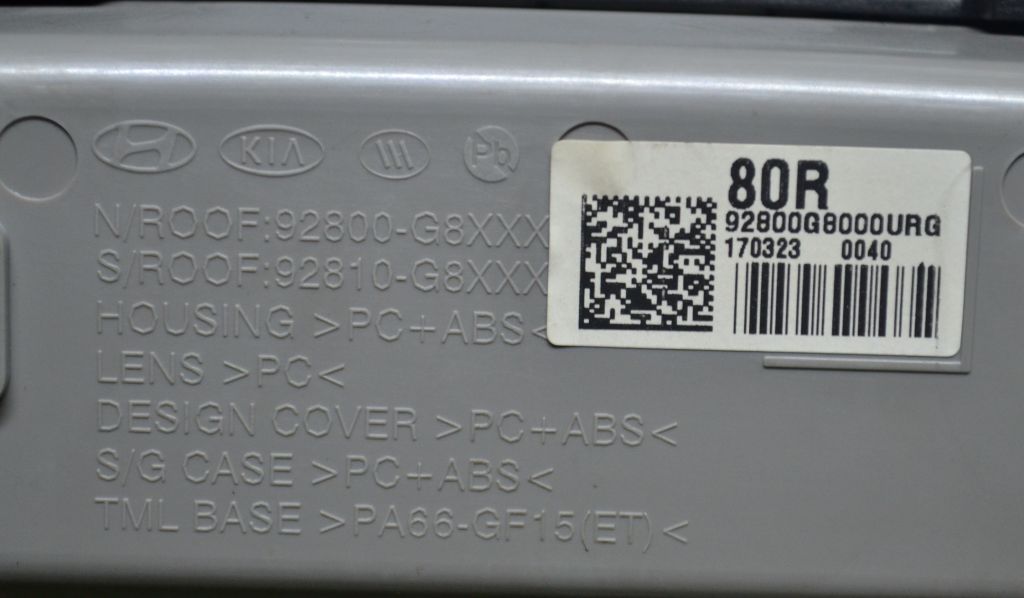 KIA Pb
N/ROOF:92800-G8XXX
S/ROOF:92810-G8XXX
HOUSING >PC+ABS<
LENS >PC<
DESIGN COVER >PC+ABS<
S/G CASE >PC+ABS<
TML BASE >PA66-GF15(ET)<
80R
92800G8000URG
170323 0040